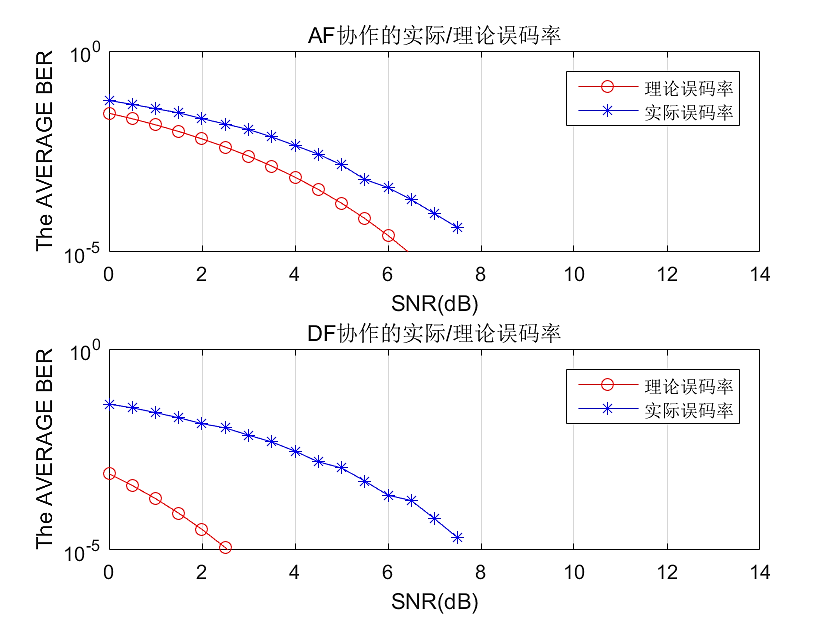 AF协作的实际/理论误码率
10^0
The AVERAGE BER
理论误码率
实际误码率
10^-5
0 2 4 6 8 10 12 14
SNR(dB)
DF协作的实际/理论误码率
10^0
The AVERAGE BER
理论误码率
实际误码率
10^-5
0 2 4 6 8 10 12 14
SNR(dB)